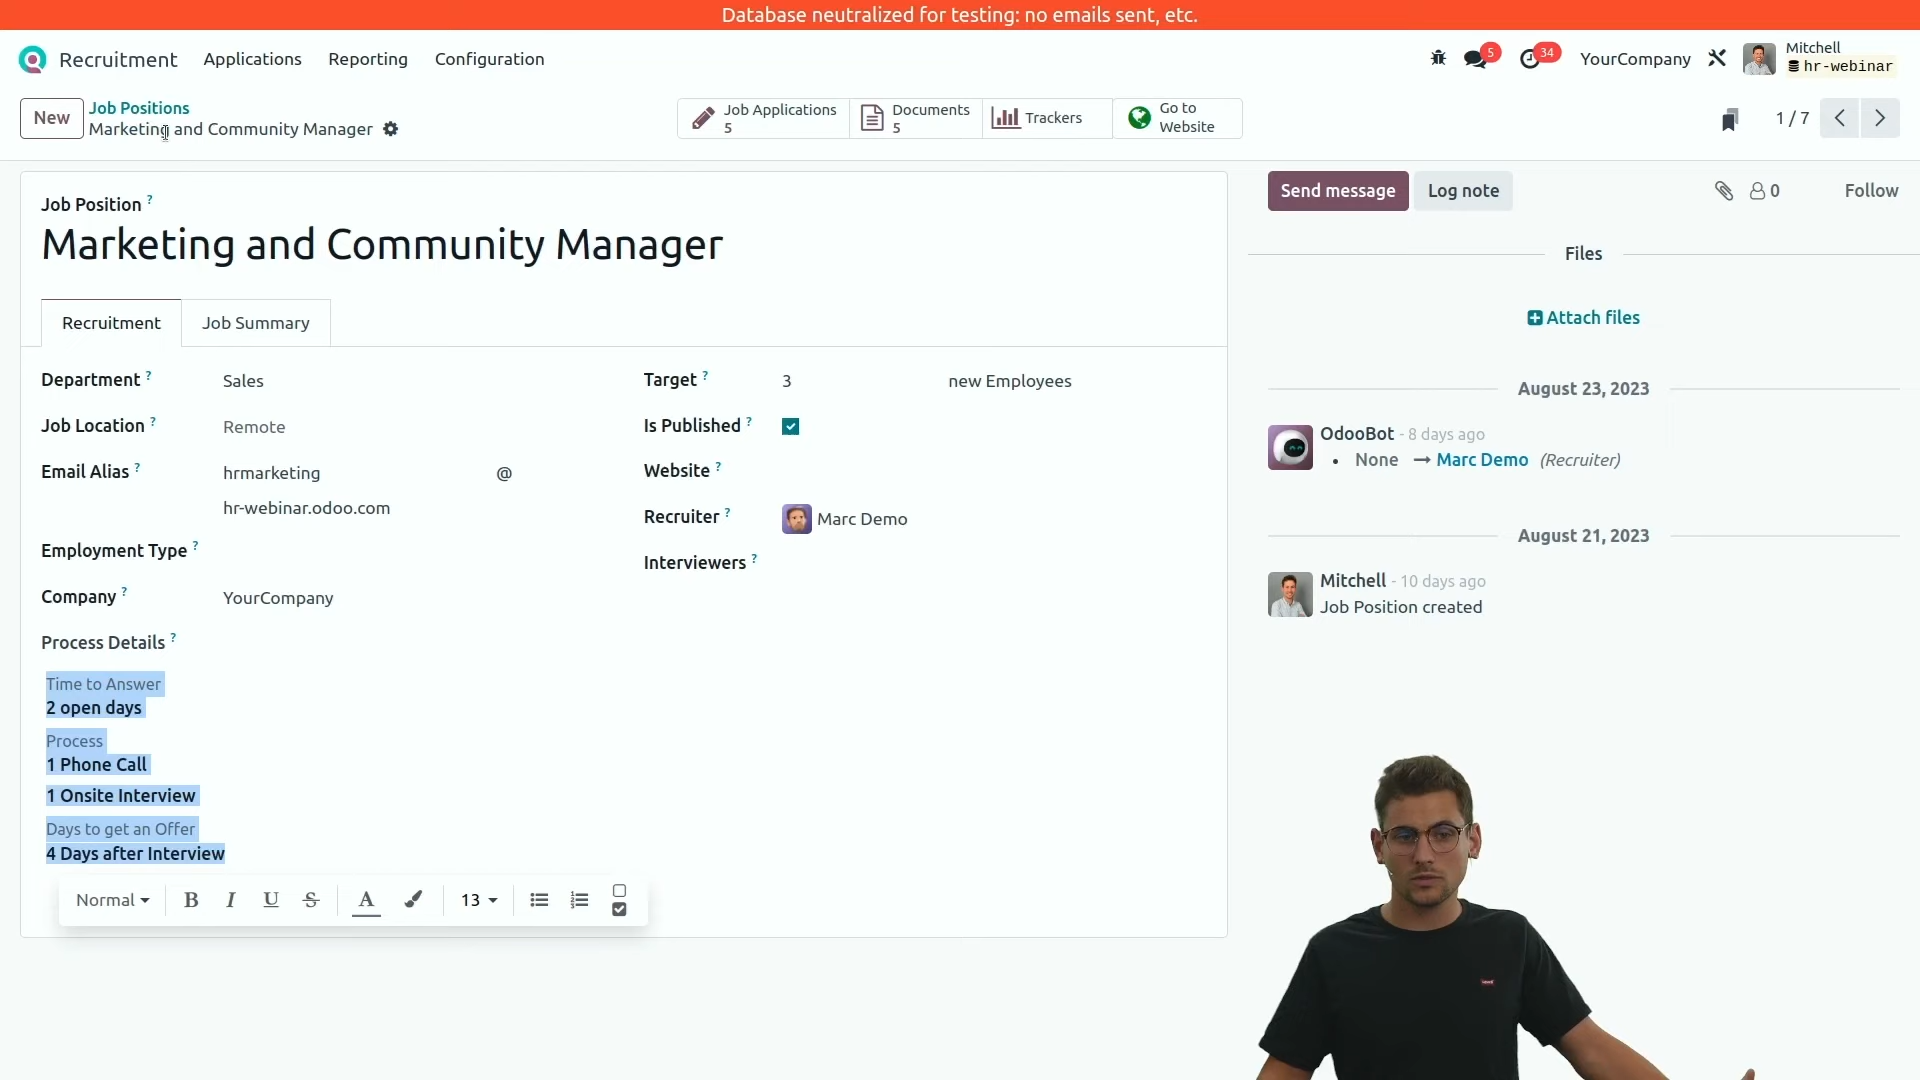 Database neutralized for testing: no emails sent, etc.
Recruitment Applications Reporting Configuration 5 34 YourCompany Mitchell
hr-webinar
New Job Positions
Marketing and Community Manager
Job Applications
5
Documents
5
Trackers
Go to
Website
1 / 7
Job Position ?
Marketing and Community Manager
Recruitment Job Summary
Department ? Sales
Job Location ? Remote
Email Alias ? hrmarketing @
hr-webinar.odoo.com
Employment Type ?
Company ? YourCompany
Process Details ?
Time to Answer
2 open days
Process
1 Phone Call
1 Onsite Interview
Days to get an Offer
4 Days after Interview
Normal B I U S A 13
Target ? 3 new Employees
Is Published ?
Website ?
Recruiter ? Marc Demo
Interviewers ?
Send message Log note 0 Follow
Files
Attach files
August 23, 2023
OdooBot - 8 days ago
• None → Marc Demo (Recruiter)
August 21, 2023
Mitchell - 10 days ago
Job Position created